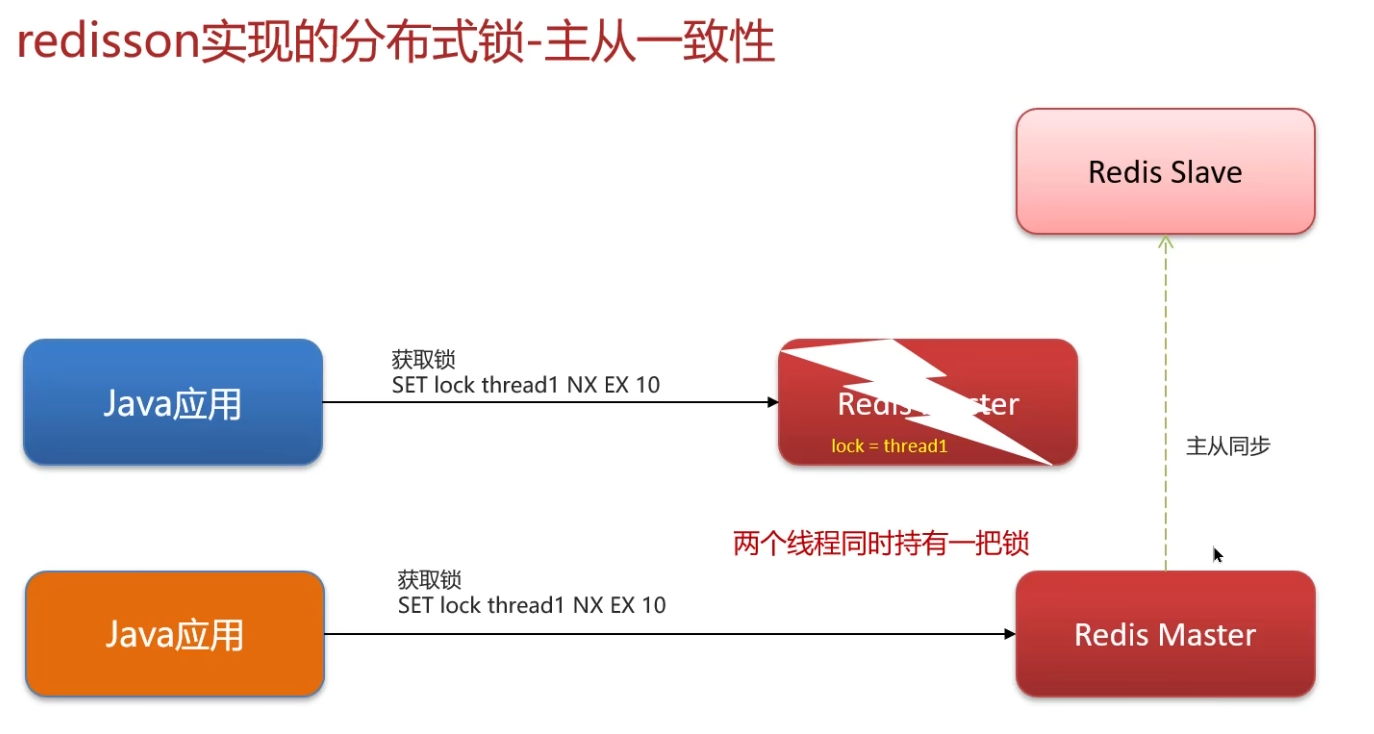 redisson实现的分布式锁-主从一致性
Redis Slave
获取锁
SET lock thread1 NX EX 10
Java应用
Redis Master
lock = thread1
主从同步
两个线程同时持有一把锁
获取锁
SET lock thread1 NX EX 10
Java应用
Redis Master